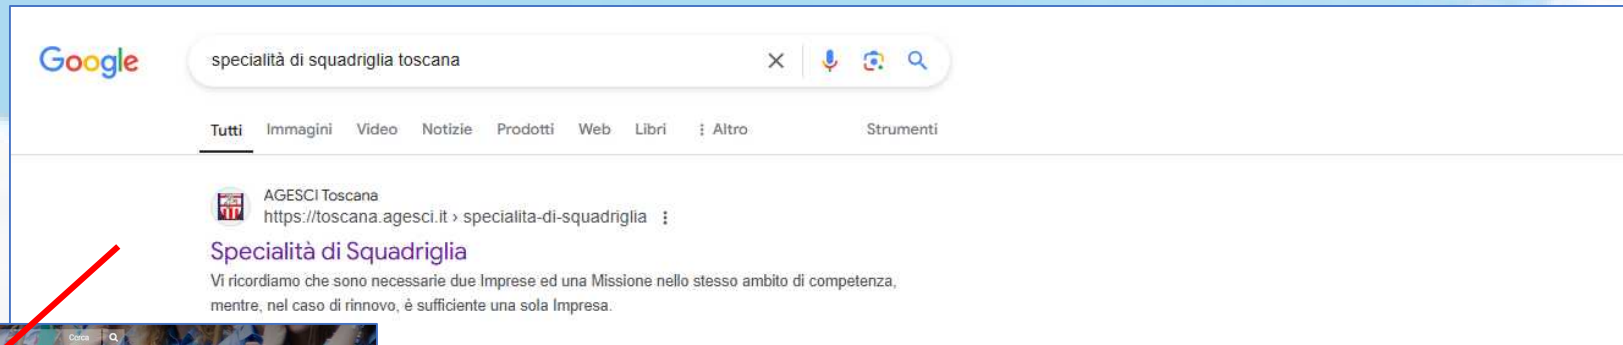 Google
specialità di squadriglia toscana
Tutti Immagini Video Notizie Prodotti Web Libri Altro Strumenti
AGESCI Toscana
https://toscana.agesci.it › specialita-di-squadriglia
Specialità di Squadriglia
Vi ricordiamo che sono necessarie due Imprese ed una Missione nello stesso ambito di competenza,
mentre, nel caso di rinnovo, è sufficiente una sola Impresa.
Cerca